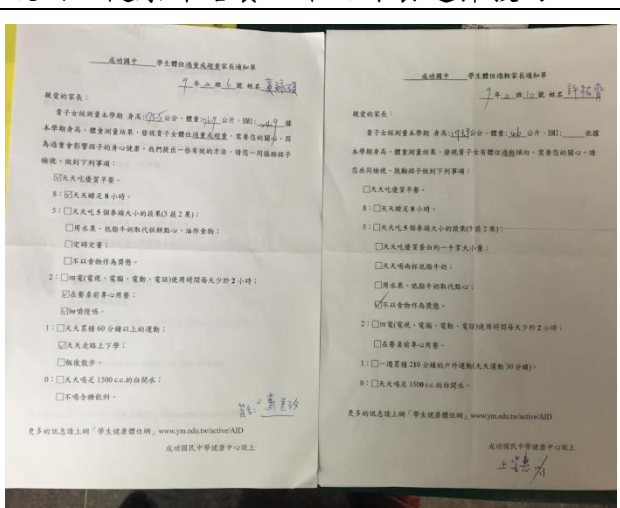 成功國中 學生體位過重或超重家長通知單
9年2班6號 姓名
親愛的家長：
貴子女經測量本學期 身高：155公分、體重：公斤、BMI： 據
本學期身高、體重測量結果，發現貴子女體位過重或超重，需要您的關心，因
為過重會影響孩子的身心健康，我們提出一些有效的方法，請您一同協助孩子
檢視，做到下列事項：
☑天天吃優質早餐。
8：☑天天睡足8小時。
5：□天天吃5個拳頭大小的蔬果(3蔬2果)；
□用水果、低脂牛奶取代糕餅點心、油炸食物；
□定時定量；
□不以食物作為獎懲。
2：□四電(電視、電腦、電動、電話)使用時間每天少於2小時；
☑在餐桌前專心用餐；
☑細嚼慢嚥。
1：□天天累積60分鐘以上的運動；
☑天天走路上下學；
□飯後散步。
0：□天天喝足1500 c.c.的白開水；
□不喝含糖飲料。
更多的訊息請上網「學生健康體位網」www.ym.edu.tw/active/AID
成功國民中學健康中心敬上
成功國中 學生體位過輕家長通知單
9年2班10號 姓名
親愛的家長：
貴子女經測量本學期 身高：公分、體重：46公斤、BMI： 依據
本學期身高、體重測量結果，發現貴子女有體位過輕傾向，需要您的關心，請
您共同檢視、鼓勵孩子做到下列事項：
□天天吃優質早餐。
8：□天天睡足8小時。
5：□天天吃5個拳頭大小的蔬果(3蔬2果)；
□天天吃優質蛋白約一手掌大小量；
□天天喝兩杯低脂牛奶；
□用水果、低脂牛奶取代點心；
☑不以食物作為獎懲。
2：□四電(電視、電腦、電動、電話)使用時間每天少於2小時；
□在餐桌前專心用餐。
1：□一週累積210分鐘的戶外運動(天天運動30分鐘)。
0：□天天喝足1500 c.c.的白開水。
更多的訊息請上網「學生健康體位網」www.ym.edu.tw/active/AID
成功國民中學健康中心敬上